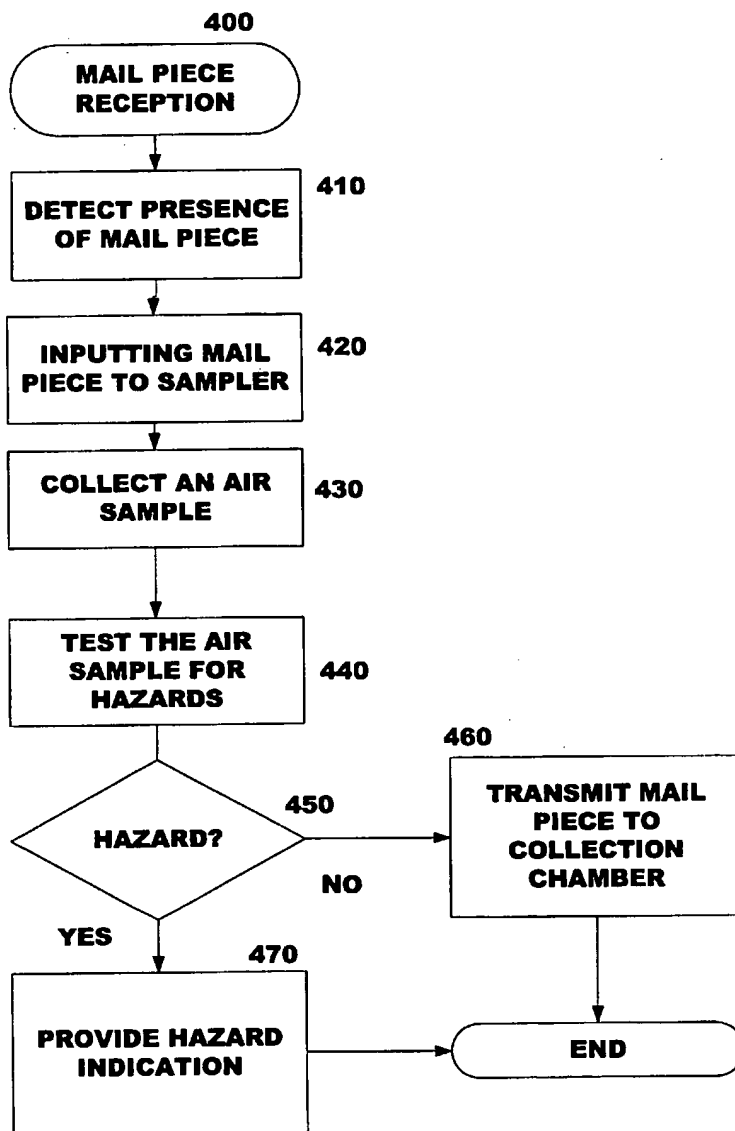 400
MAIL PIECE
RECEPTION
410
DETECT PRESENCE
OF MAIL PIECE
420
INPUTTING MAIL
PIECE TO SAMPLER
COLLECT AN AIR
SAMPLE
430
TEST THE AIR
SAMPLE FOR
HAZARDS
440
450
HAZARD?
NO
YES
460
TRANSMIT MAIL
PIECE TO
COLLECTION
CHAMBER
470
PROVIDE HAZARD
INDICATION
END